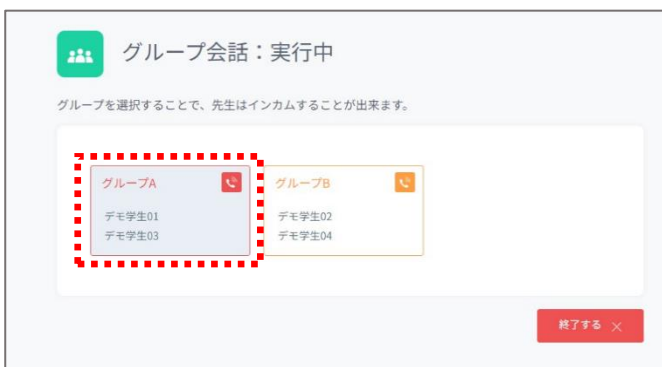 グループ会話：実行中
グループを選択することで、先生はインカムすることが出来ます。
グループA
デモ学生01
デモ学生03
グループB
デモ学生02
デモ学生04
終了する ×